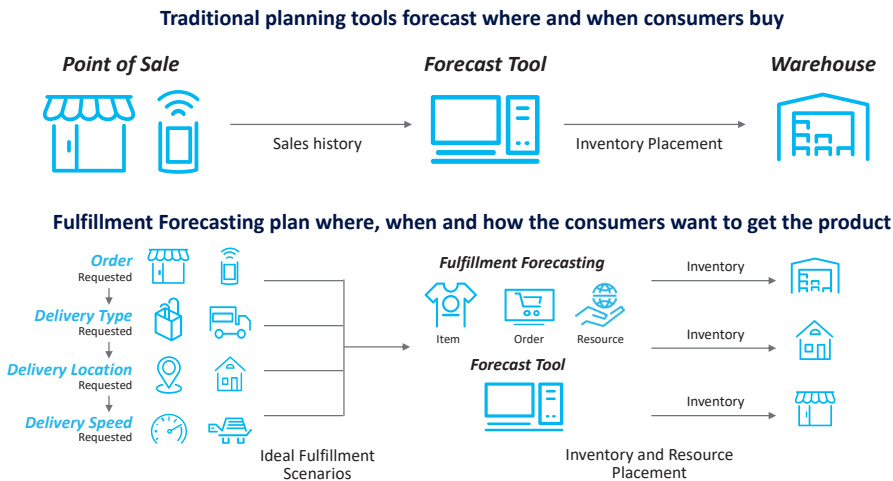 Traditional planning tools forecast where and when consumers buy
Point of Sale
Forecast Tool
Warehouse
Sales history
Inventory Placement
Fulfillment Forecasting plan where, when and how the consumers want to get the product
Order
Requested
Delivery Type
Requested
Delivery Location
Requested
Delivery Speed
Requested
Ideal Fulfillment
Scenarios
Fulfillment Forecasting
Item
Order
Resource
Forecast Tool
Inventory
Inventory
Inventory
Inventory and Resource
Placement